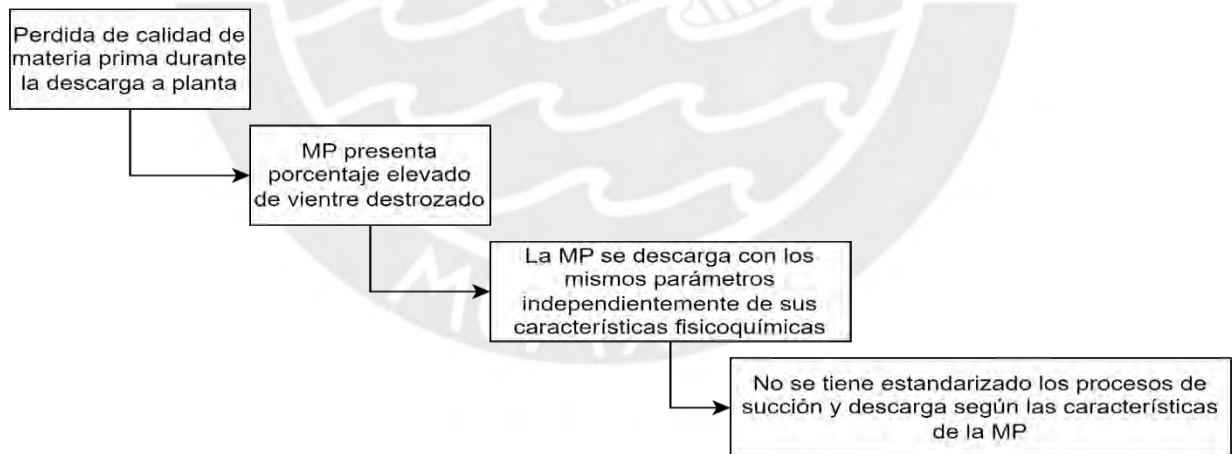 Perdida de calidad de
materia prima durante
la descarga a planta
MP presenta
porcentaje elevado
de vientre destrozado
La MP se descarga con los
mismos parámetros
independientemente de sus
características fisicoquímicas
No se tiene estandarizado los procesos de
succión y descarga según las características
de la MP